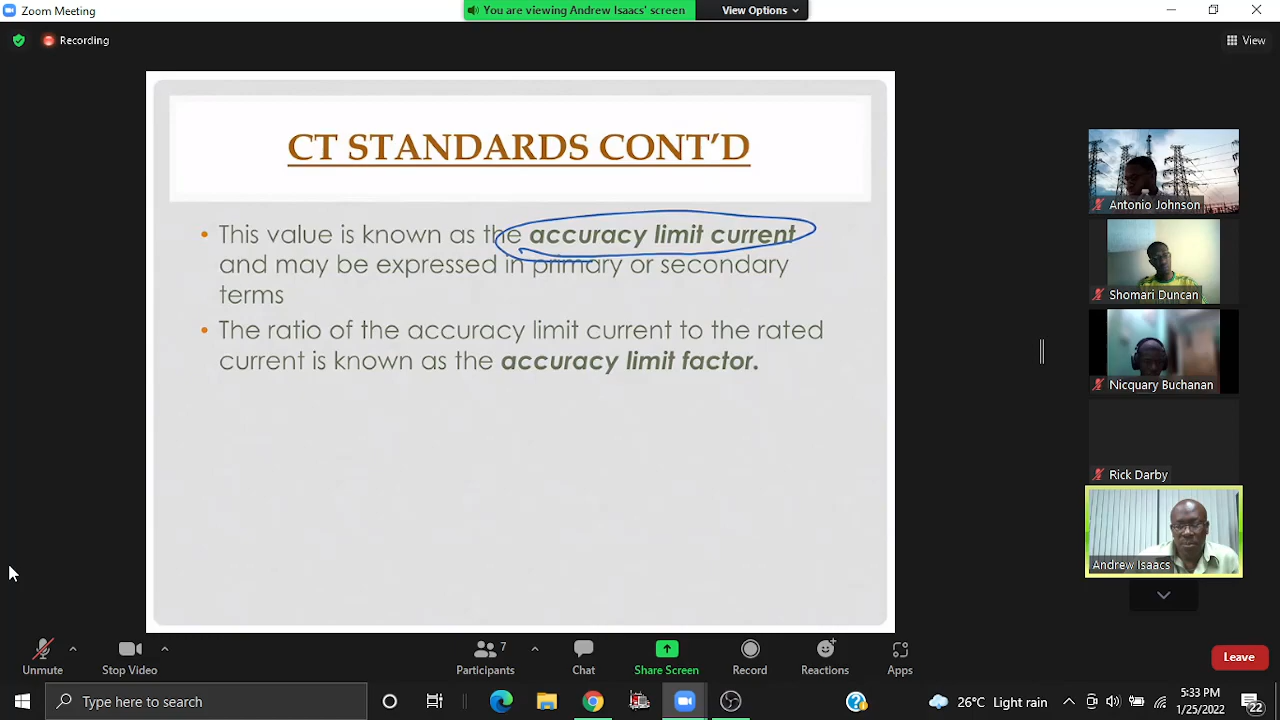 Zoom Meeting
You are viewing Andrew Isaacs' screen
View Options
Recording
View
CT STANDARDS CONT'D
• This value is known as the accuracy limit current
and may be expressed in primary or secondary
terms
• The ratio of the accuracy limit current to the rated
current is known as the accuracy limit factor.
Antonio Johnson
Shomari Duncan
Nicquary Buchanan
Rick Darby
Andrew Isaacs
Unmute
Stop Video
Participants
7
Chat
Share Screen
Record
Reactions
Apps
Leave
Type here to search
26°C Light rain
5:33 PM
1/25/2022
22